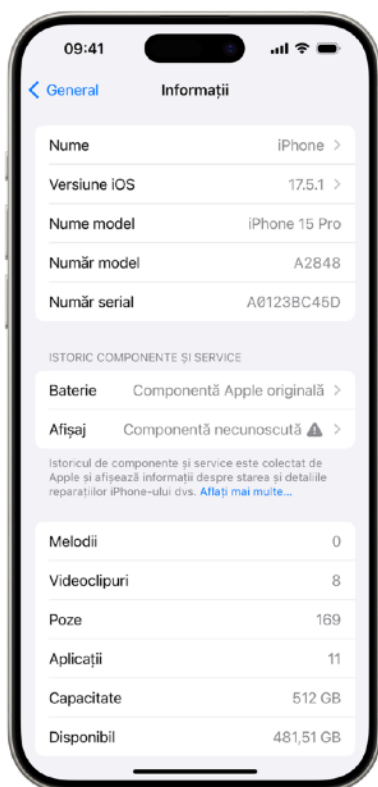 09:41
General Informații
Nume iPhone
Versiune iOS 17.5.1
Nume model iPhone 15 Pro
Număr model A2848
Număr serial A0123BC45D
ISTORIC COMPONENTE ȘI SERVICE
Baterie Componentă Apple originală
Afișaj Componentă necunoscută
Istoricul de componente și service este colectat de
Apple și afișează informații despre starea și detaliile
reparațiilor iPhone-ului dvs. Aflați mai multe...
Melodii 0
Videoclipuri 8
Poze 169
Aplicații 11
Capacitate 512 GB
Disponibil 481,51 GB